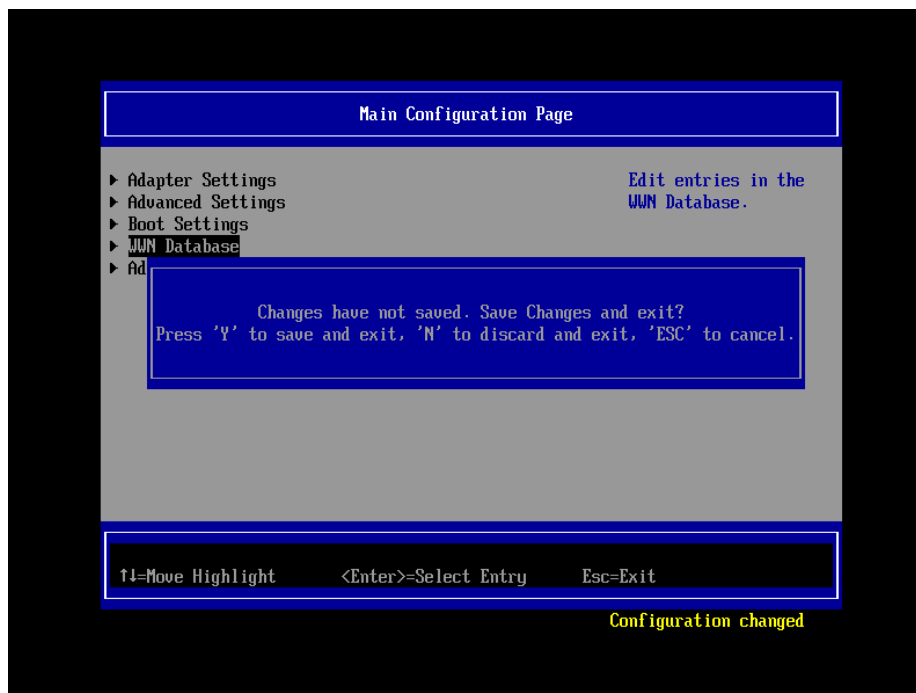 Main Configuration Page
▶ Adapter Settings
▶ Advanced Settings
▶ Boot Settings
▶ WWN Database
▶ Ad
Edit entries in the
WWN Database.
Changes have not saved. Save Changes and exit?
Press 'Y' to save and exit, 'N' to discard and exit, 'ESC' to cancel.
↑↓=Move Highlight <Enter>=Select Entry Esc=Exit
Configuration changed